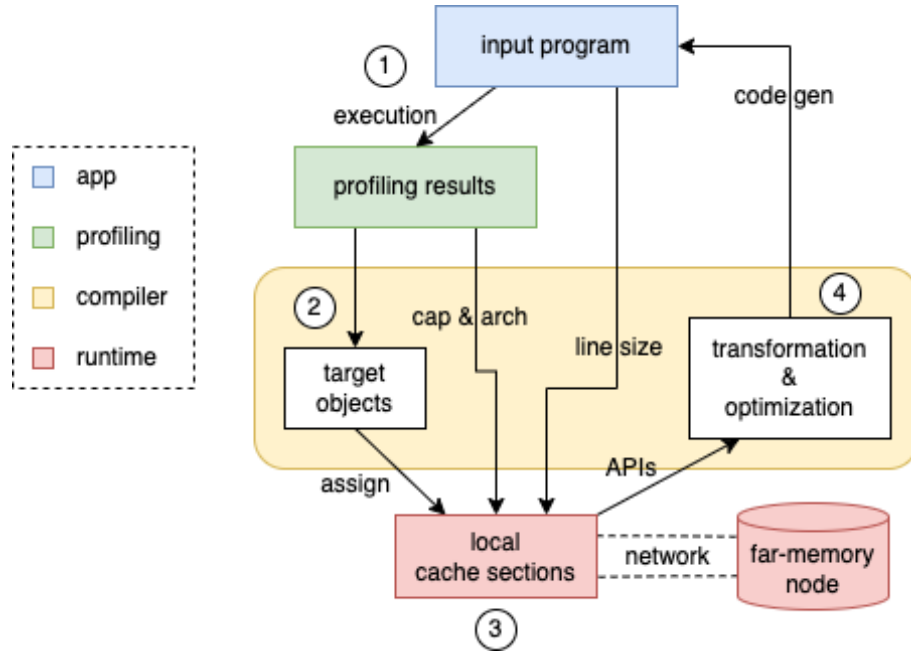 input program
1
execution
code gen
profiling results
app
profiling
compiler
runtime
2
cap & arch
line size
4
target
objects
transformation
&
optimization
assign
APIs
local
cache sections
network
far-memory
node
3